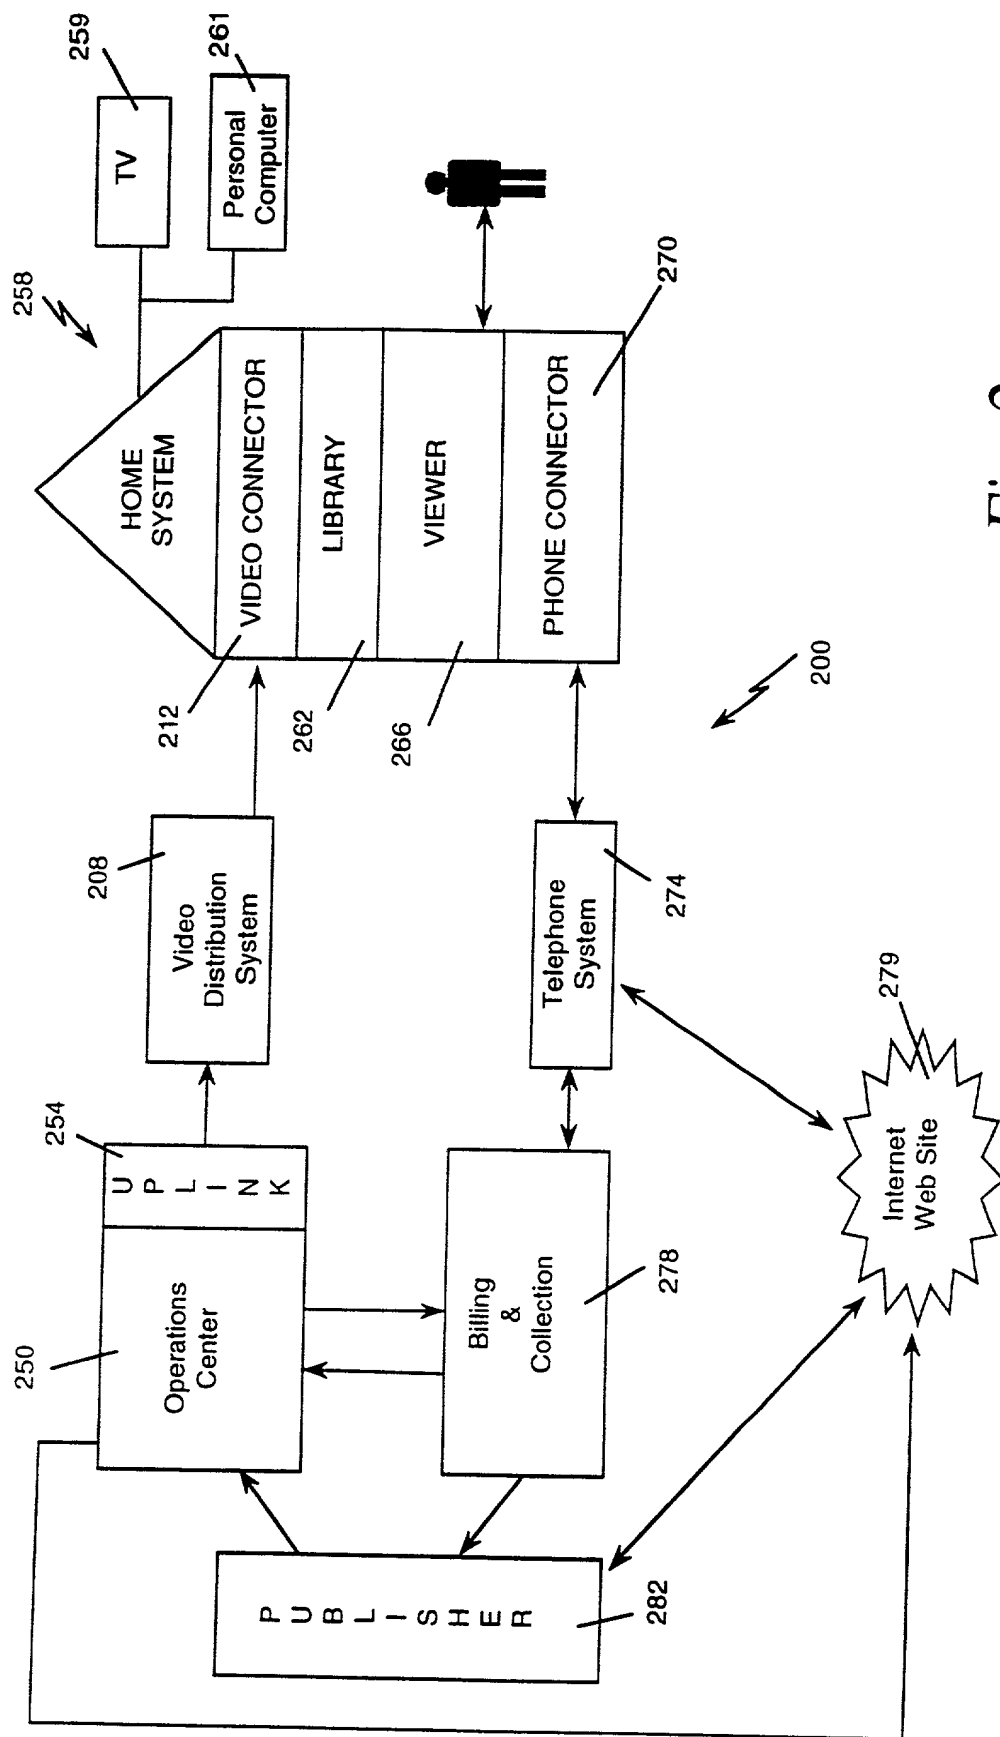 259
TV
261
Personal
Computer
258
HOME
SYSTEM
VIDEO CONNECTOR
LIBRARY
VIEWER
PHONE CONNECTOR
270
212
262
266
200
208
Video
Distribution
System
Telephone
System
274
254
UPLINK
250
Operations
Center
Billing
&
Collection
278
279
Internet
Web Site
PUBLISHER
282